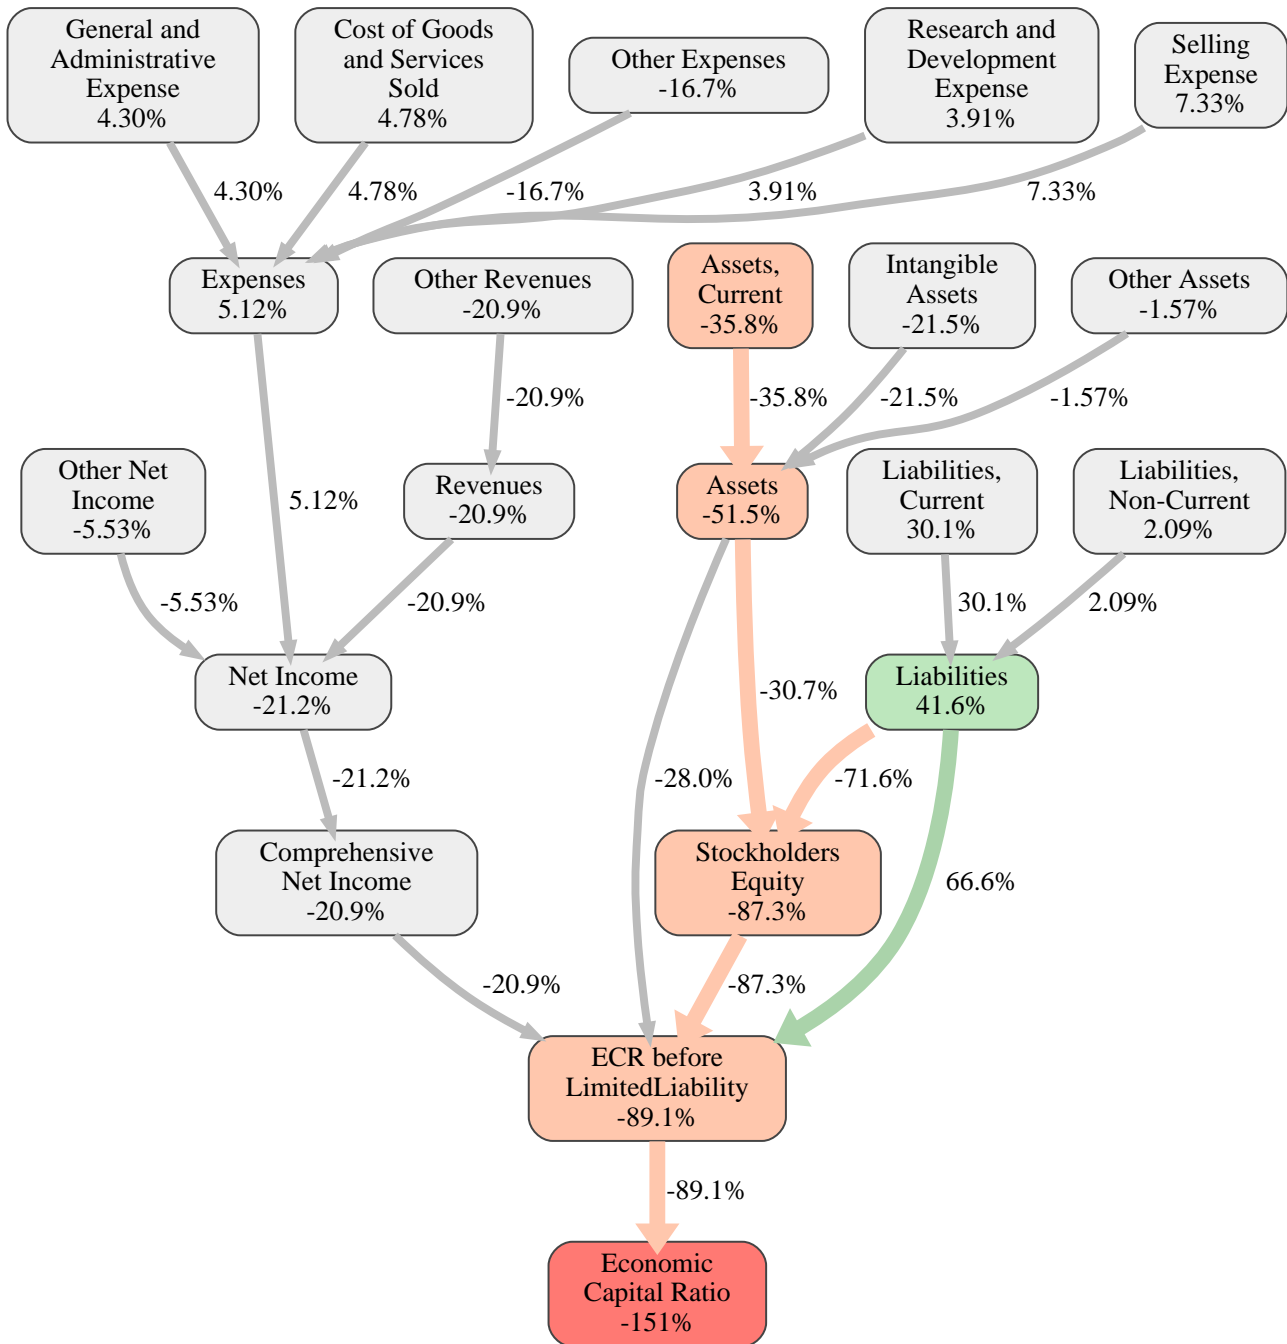 General and
Administrative
Expense
4.30%
Cost of Goods
and Services
Sold
4.78%
Other Expenses
-16.7%
Research and
Development
Expense
3.91%
Selling
Expense
7.33%
4.30%
4.78%
-16.7%
3.91%
7.33%
Expenses
5.12%
Other Revenues
-20.9%
Assets,
Current
-35.8%
Intangible
Assets
-21.5%
Other Assets
-1.57%
-20.9%
-35.8%
-21.5%
-1.57%
Other Net
Income
-5.53%
5.12%
Revenues
-20.9%
Assets
-51.5%
Liabilities,
Current
30.1%
Liabilities,
Non-Current
2.09%
-5.53%
-20.9%
30.1%
2.09%
Net Income
-21.2%
-30.7%
Liabilities
41.6%
-21.2%
-28.0%
-71.6%
Comprehensive
Net Income
-20.9%
Stockholders
Equity
-87.3%
66.6%
-20.9%
-87.3%
ECR before
LimitedLiability
-89.1%
-89.1%
Economic
Capital Ratio
-151%